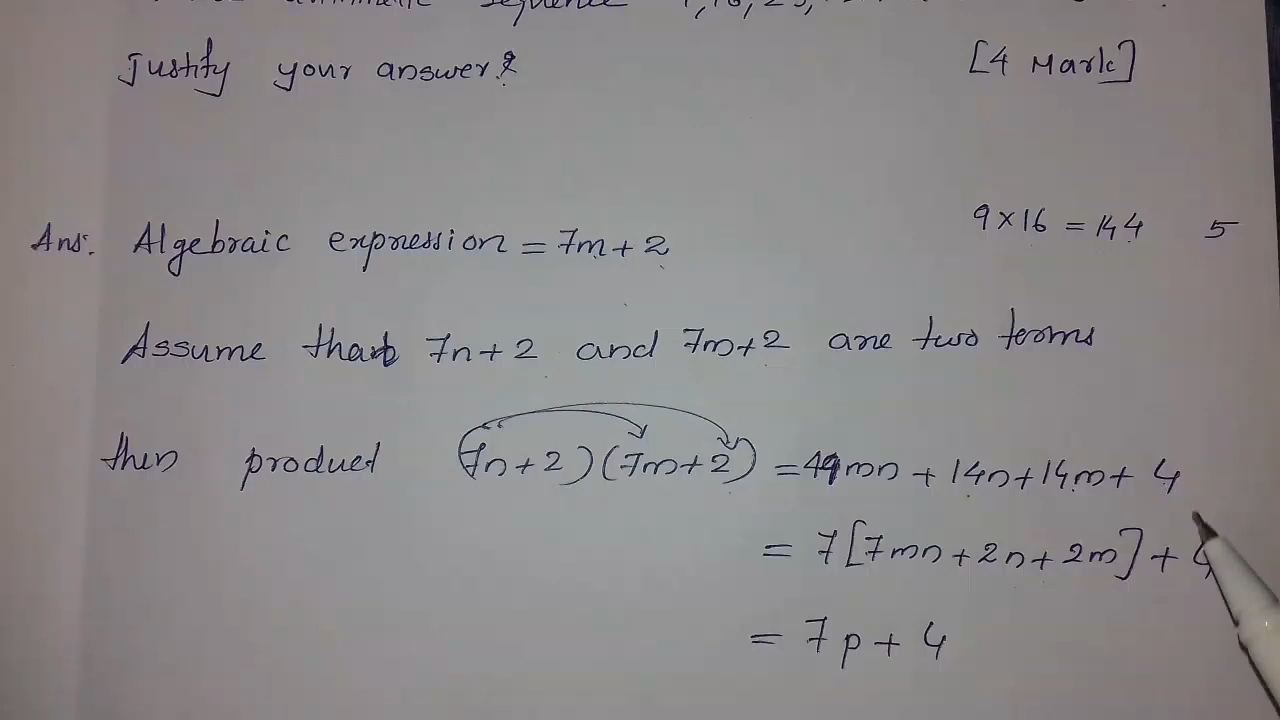 sequence
Justify your answer? [4 Mark]
9×16 = 144 5
Ans: Algebraic expression = 7m+2
Assume that 7n+2 and 7m+2 are two terms
then product (7n+2)(7m+2) = 49mn + 14n+14m+ 4
= 7[7mn+2n+2m] + 4
= 7p+4